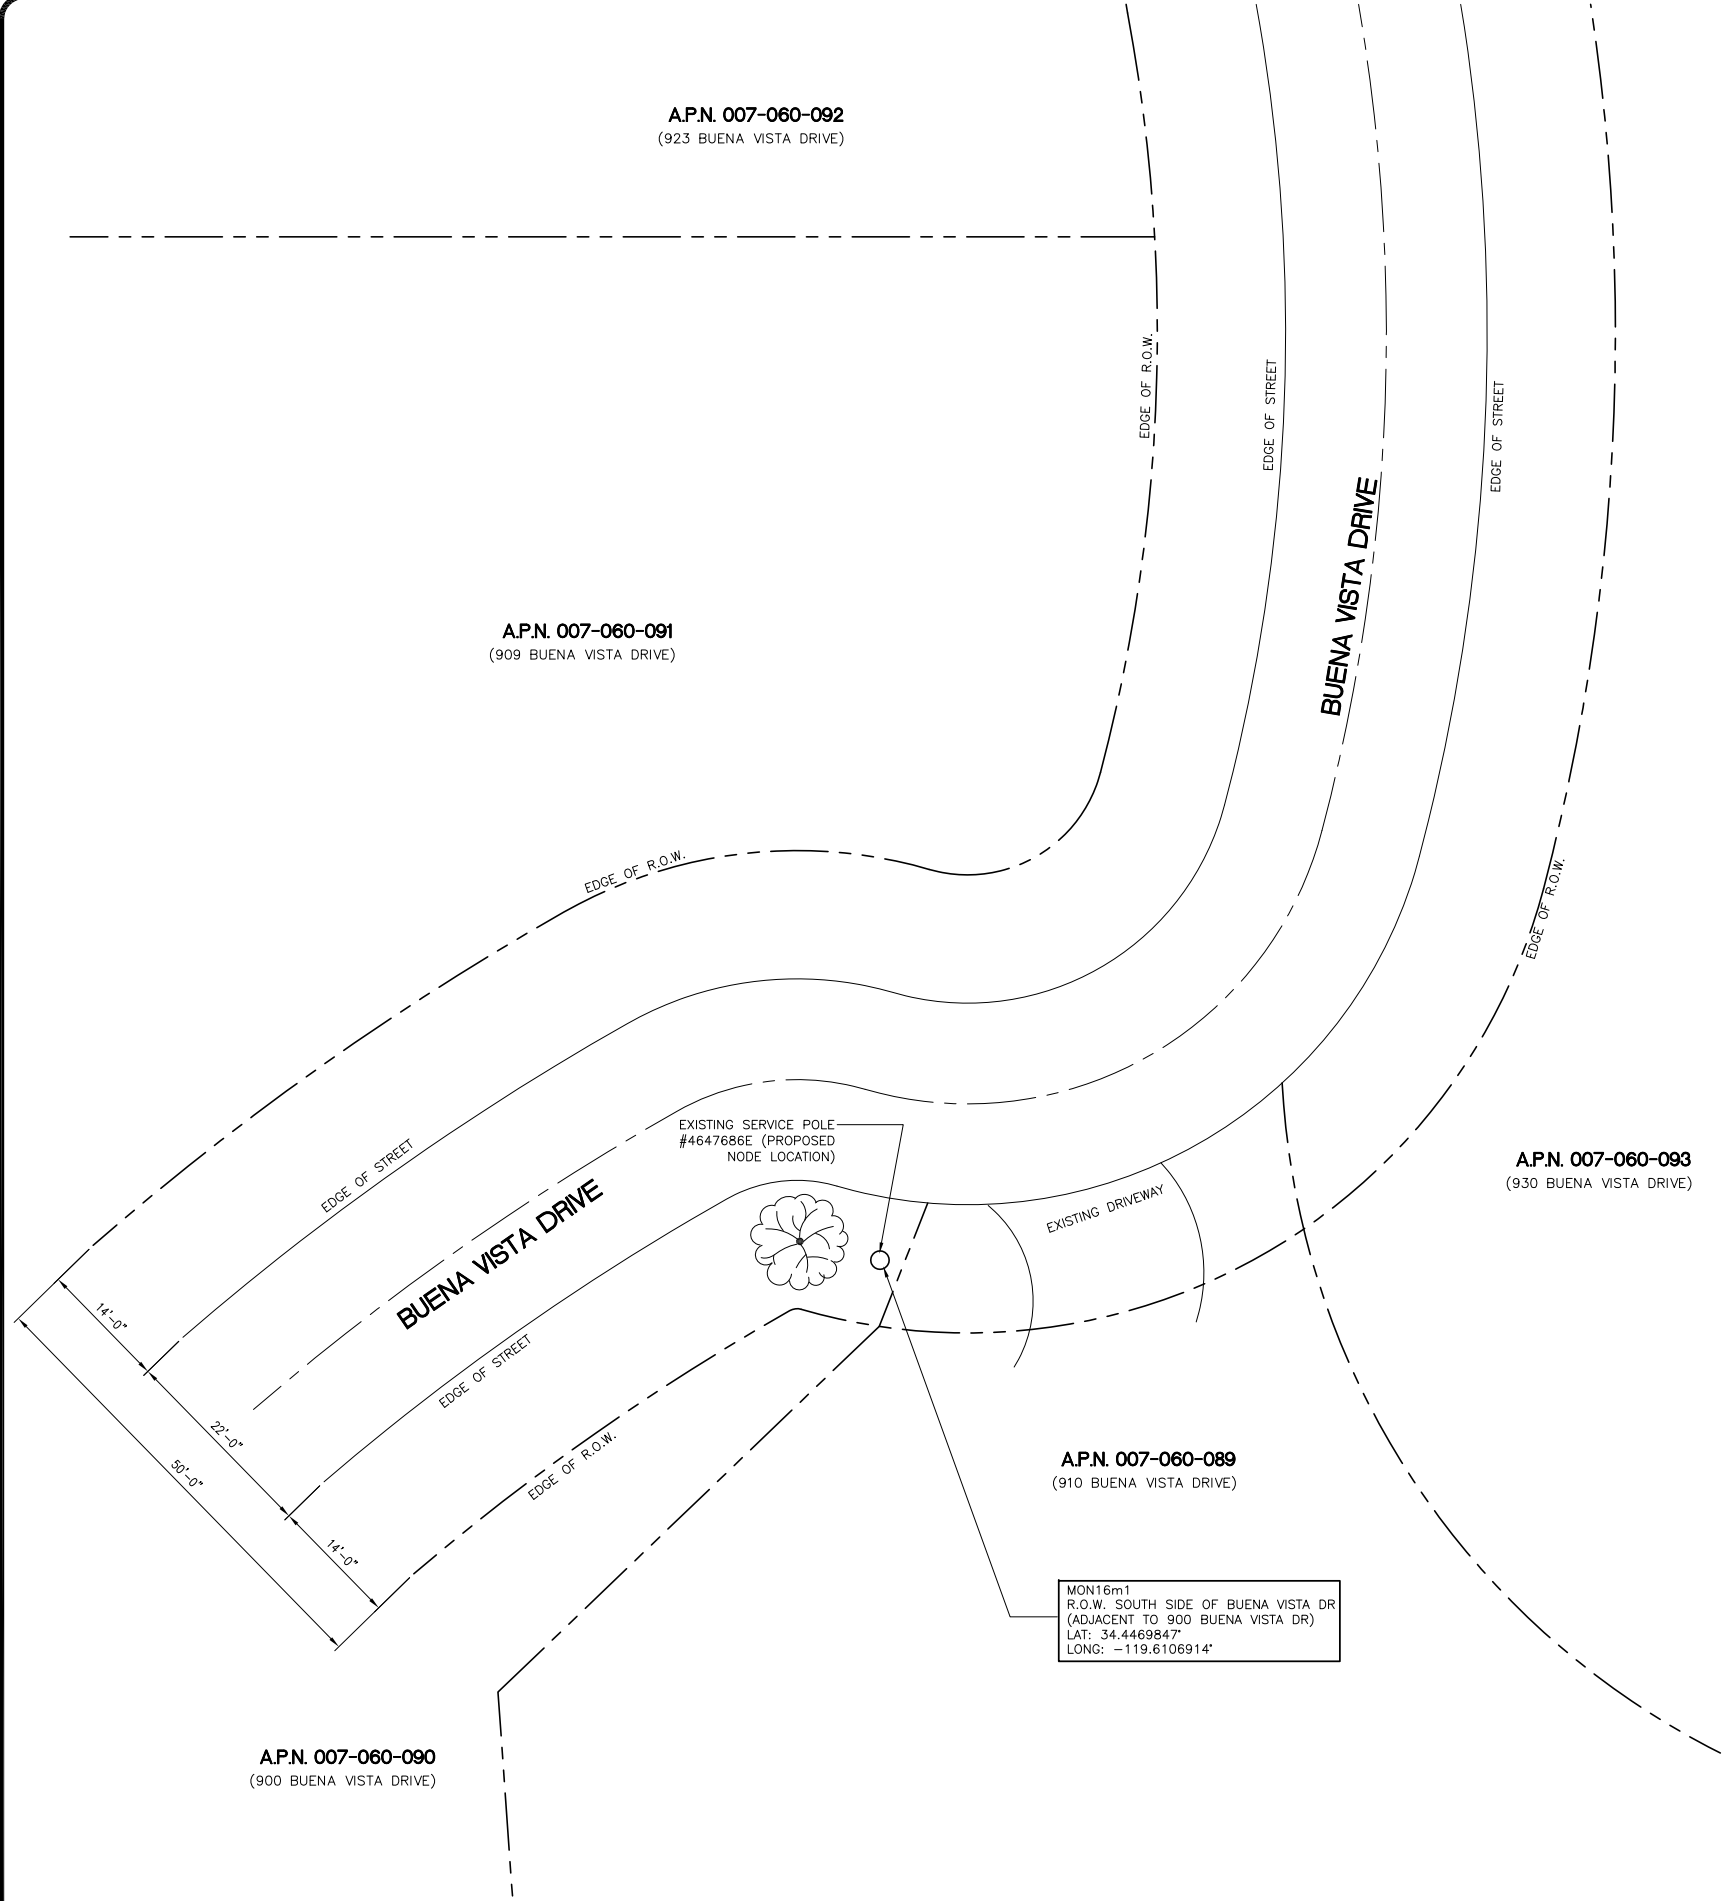 A.P.N. 007-060-092
(923 BUENA VISTA DRIVE)
EDGE OF R.O.W.
EDGE OF STREET
EDGE OF STREET
BUENA VISTA DRIVE
A.P.N. 007-060-091
(909 BUENA VISTA DRIVE)
EDGE OF R.O.W.
EDGE OF R.O.W.
EXISTING SERVICE POLE
#4647686E (PROPOSED
NODE LOCATION)
EDGE OF STREET
BUENA VISTA DRIVE
EXISTING DRIVEWAY
A.P.N. 007-060-093
(930 BUENA VISTA DRIVE)
14'-0"
22'-0"
50'-0"
14'-0"
EDGE OF STREET
EDGE OF R.O.W.
A.P.N. 007-060-089
(910 BUENA VISTA DRIVE)
MON16m1
R.O.W. SOUTH SIDE OF BUENA VISTA DR
(ADJACENT TO 900 BUENA VISTA DR)
LAT: 34.4469847°
LONG: -119.6106914°
A.P.N. 007-060-090
(900 BUENA VISTA DRIVE)